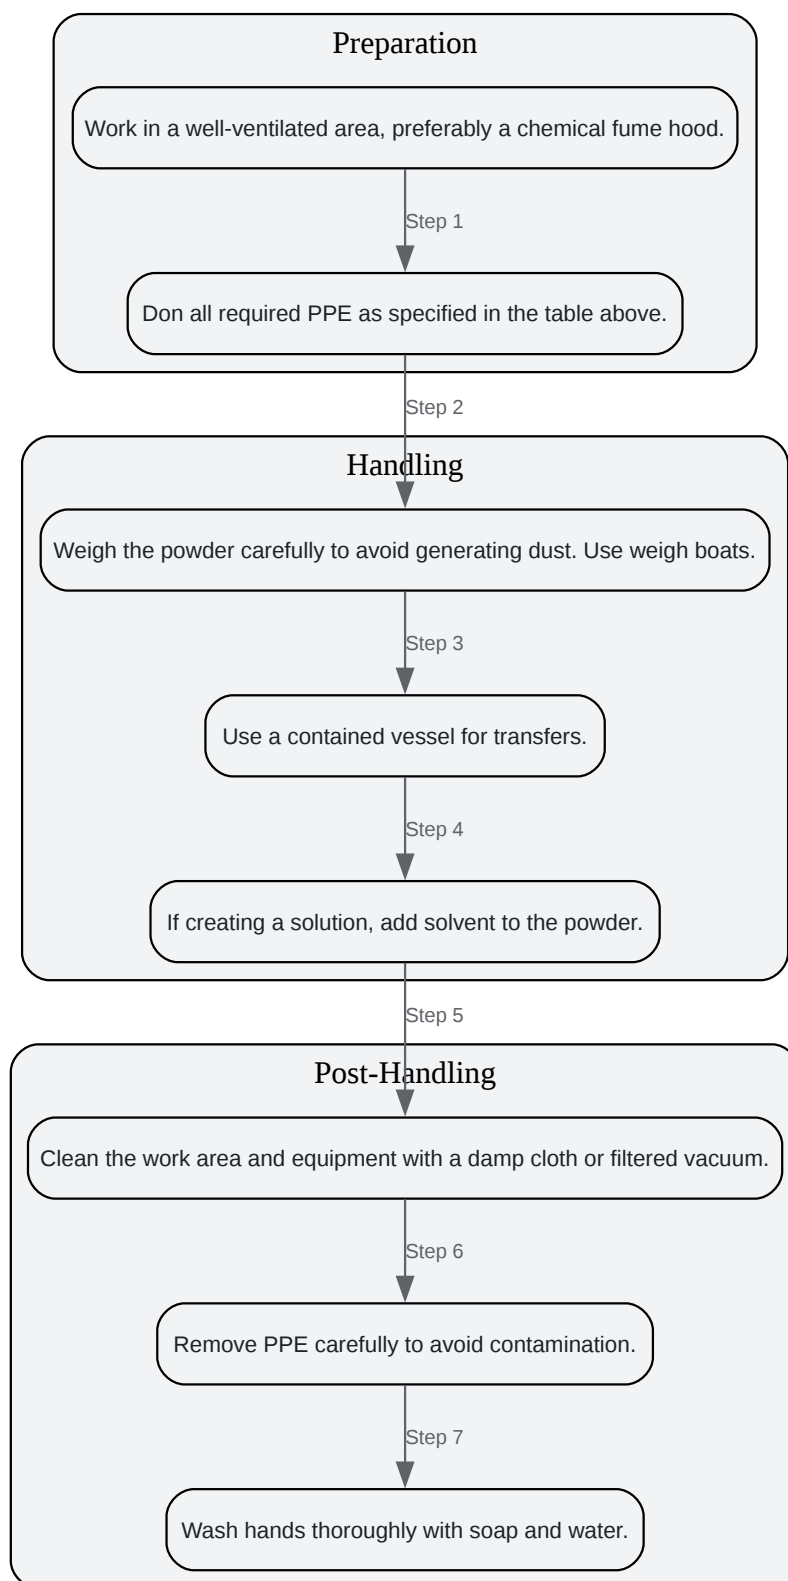 Preparation
Work in a well-ventilated area, preferably a chemical fume hood.
Step 1
Don all required PPE as specified in the table above.
Step 2
Handling
Weigh the powder carefully to avoid generating dust. Use weigh boats.
Step 3
Use a contained vessel for transfers.
Step 4
If creating a solution, add solvent to the powder.
Step 5
Post-Handling
Clean the work area and equipment with a damp cloth or filtered vacuum.
Step 6
Remove PPE carefully to avoid contamination.
Step 7
Wash hands thoroughly with soap and water.